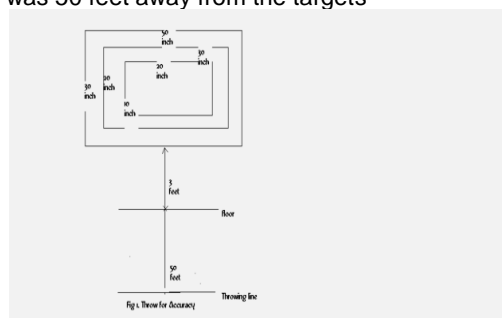 was 50 feet away from the targets
50
inch
30
inch
20
inch
30
inch
20
inch
10
inch
3
feet
floor
50
feet
Throwing line
Fig 1. Throw for Accuracy